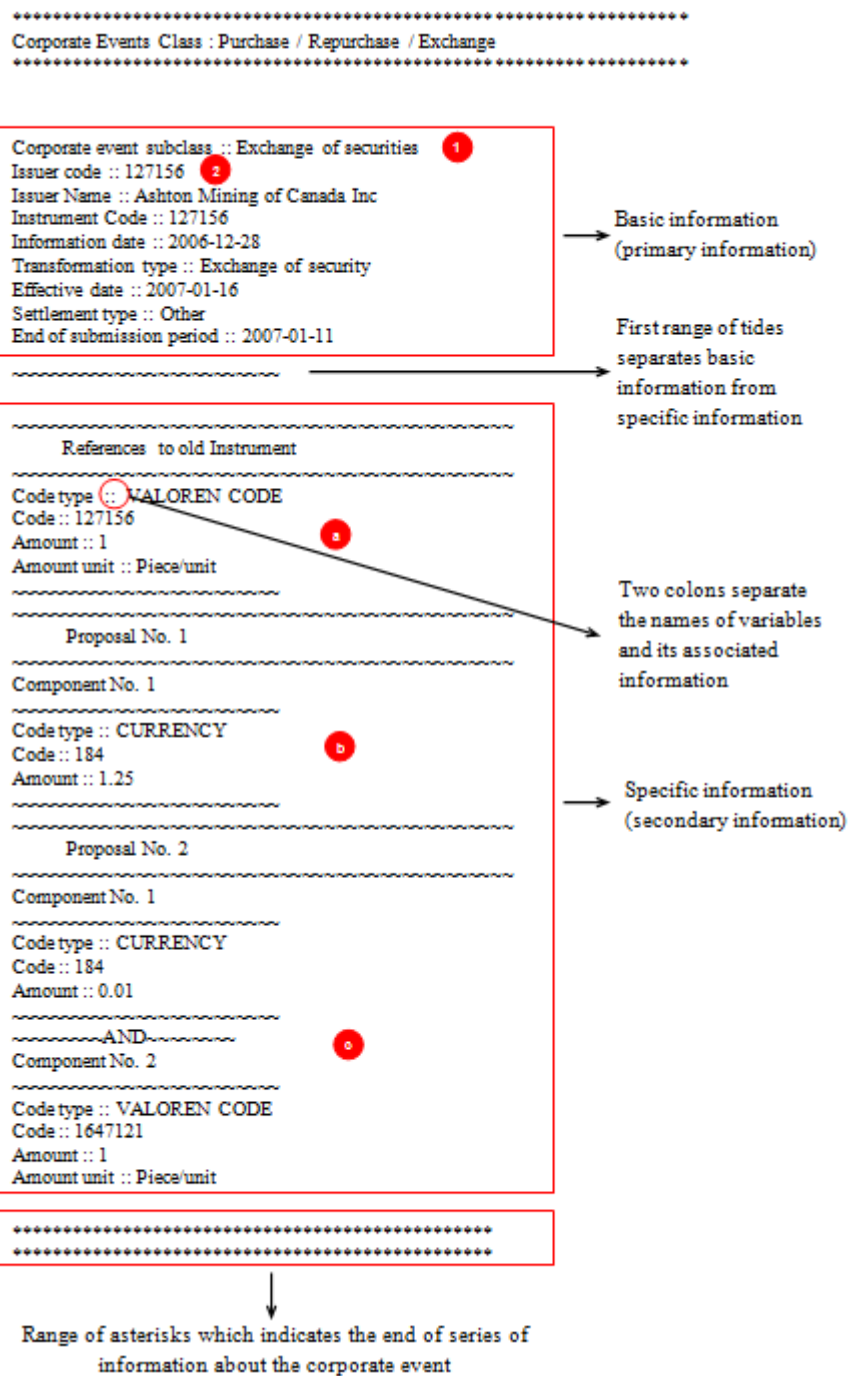 **********************************************************************
Corporate Events Class : Purchase / Repurchase / Exchange
**********************************************************************
Corporate event subclass :: Exchange of securities 1
Issuer code :: 127156 2
Issuer Name :: Ashton Mining of Canada Inc
Instrument Code :: 127156
Information date :: 2006-12-28
Transformation type :: Exchange of security
Effective date :: 2007-01-16
Settlement type :: Other
End of submission period :: 2007-01-11
Basic information
(primary information)
~~~~~~~~~~~~~~~~~~~~~~~~~~~
First range of tides
separates basic
information from
specific information
~~~~~~~~~~~~~~~~~~~~~~~~~~~~~~~~~~~~~~~~~~~~~~~~~~
References to old Instrument
~~~~~~~~~~~~~~~~~~~~~~~~~~~~~~~~~~~~~~~~~~~~~~~~~~
Code type :: VALOREN CODE
Code :: 127156
a
Amount :: 1
Amount unit :: Piece/unit
~~~~~~~~~~~~~~~~~~~~~~~~~~~
~~~~~~~~~~~~~~~~~~~~~~~~~~~~~~~~~~~~~~~~~~~~~~~~~~
Two colons separate
the names of variables
and its associated
information
Proposal No. 1
~~~~~~~~~~~~~~~~~~~~~~~~~~~~~~~~~~~~~~~~~~~~~~~~~~
Component No. 1
~~~~~~~~~~~~~~~~~~~~~~~~~~~
Code type :: CURRENCY
Code :: 184
b
Amount :: 1.25
~~~~~~~~~~~~~~~~~~~~~~~~~~~
~~~~~~~~~~~~~~~~~~~~~~~~~~~~~~~~~~~~~~~~~~~~~~~~~~
Specific information
(secondary information)
Proposal No. 2
~~~~~~~~~~~~~~~~~~~~~~~~~~~~~~~~~~~~~~~~~~~~~~~~~~
Component No. 1
~~~~~~~~~~~~~~~~~~~~~~~~~~~
Code type :: CURRENCY
Code :: 184
Amount :: 0.01
~~~~~~~~~~~~~~~~~~~~~~~~~~~
~~~~~~~~~AND~~~~~~~~~
c
Component No. 2
~~~~~~~~~~~~~~~~~~~~~~~~~~~
Code type :: VALOREN CODE
Code :: 1647121
Amount :: 1
Amount unit :: Piece/unit
**************************************************
**************************************************
Range of asterisks which indicates the end of series of
information about the corporate event